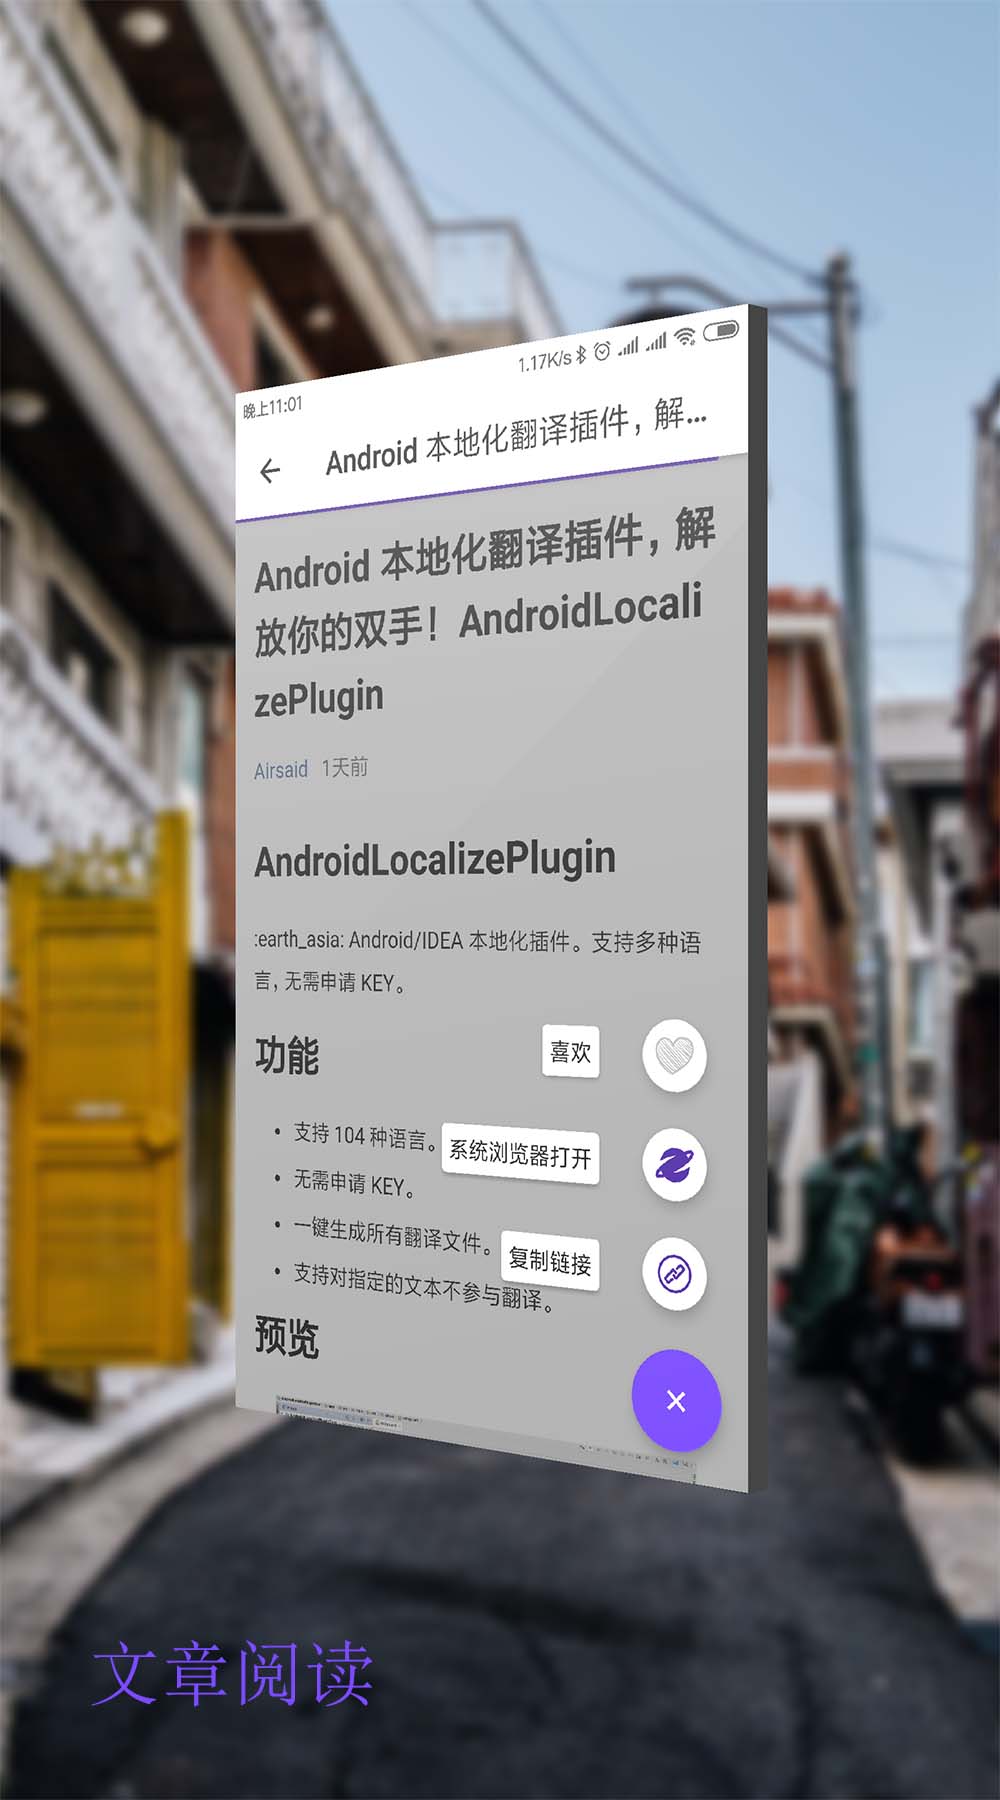 晚上11:01 1.17K/s
Android 本地化翻译插件，解...
Android 本地化翻译插件，解
放你的双手！AndroidLocali
zePlugin
Airsaid 1天前
AndroidLocalizePlugin
:earth_asia: Android/IDEA 本地化插件。支持多种语
言，无需申请 KEY。
功能
喜欢
• 支持 104 种语言。
系统浏览器打开
• 无需申请 KEY。
• 一键生成所有翻译文件。
复制链接
• 支持对指定的文本不参与翻译。
预览
文章阅读